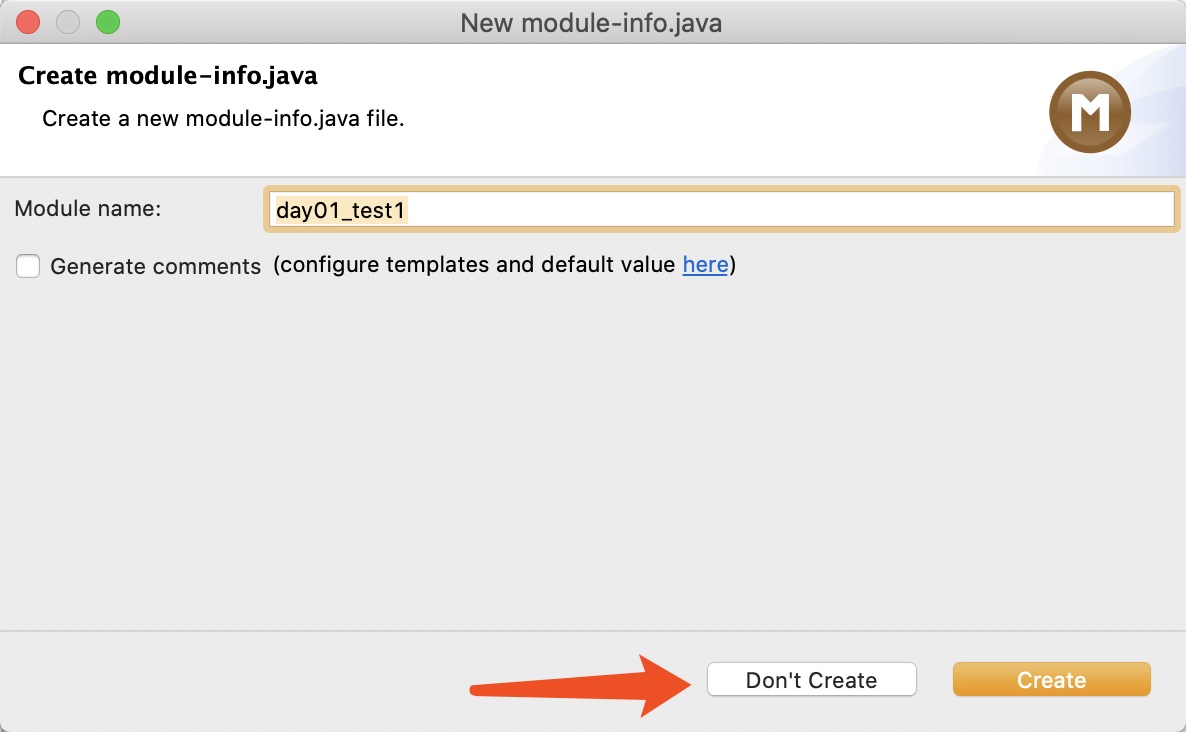 New module-info.java
Create module-info.java
Create a new module-info.java file.
M
Module name: day01_test1
Generate comments (configure templates and default value here)
Don't Create Create